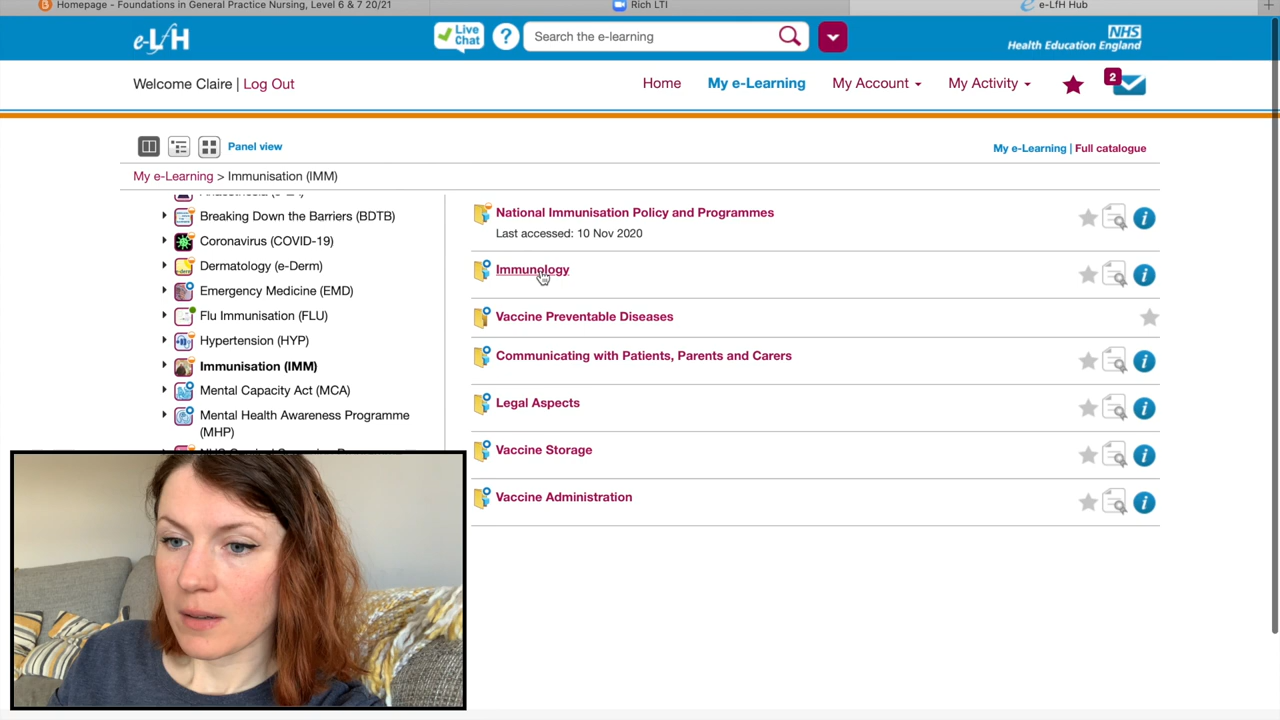 Homepage - Foundations in General Practice Nursing, Level 6 & 7 20/21
Rich LTI
e-LfH Hub
e-LfH
Live Chat
?
Search the e-learning
NHS
Health Education England
Welcome Claire | Log Out
Home
My e-Learning
My Account
My Activity
2
Panel view
My e-Learning | Full catalogue
My e-Learning > Immunisation (IMM)
Breaking Down the Barriers (BDTB)
Coronavirus (COVID-19)
Dermatology (e-Derm)
Emergency Medicine (EMD)
Flu Immunisation (FLU)
Hypertension (HYP)
Immunisation (IMM)
Mental Capacity Act (MCA)
Mental Health Awareness Programme
(MHP)
National Immunisation Policy and Programmes
Last accessed: 10 Nov 2020
Immunology
Vaccine Preventable Diseases
Communicating with Patients, Parents and Carers
Legal Aspects
Vaccine Storage
Vaccine Administration